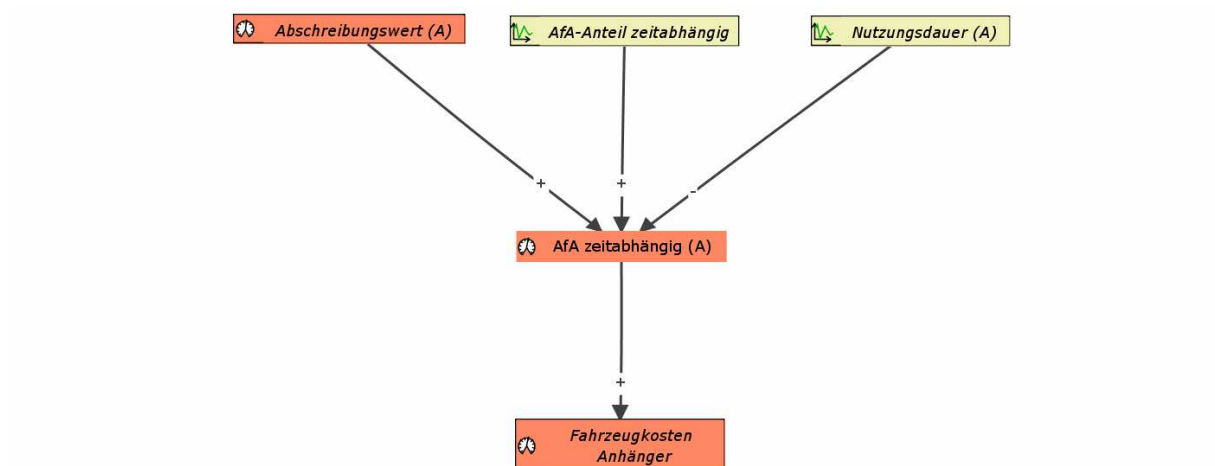 Abschreibungswert (A)
AfA-Anteil zeitabhängig
Nutzungsdauer (A)
+
+
-
AfA zeitabhängig (A)
+
Fahrzeugkosten
Anhänger